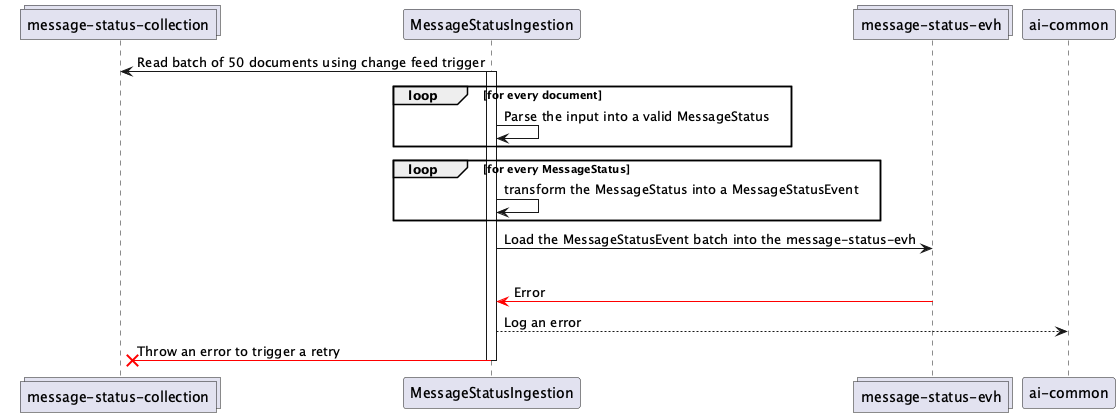 message-status-collection
MessageStatusIngestion
message-status-evh
ai-common
Read batch of 50 documents using change feed trigger
loop [for every document]
Parse the input into a valid MessageStatus
loop [for every MessageStatus]
transform the MessageStatus into a MessageStatusEvent
Load the MessageStatusEvent batch into the message-status-evh
Error
Log an error
Throw an error to trigger a retry
message-status-collection
MessageStatusIngestion
message-status-evh
ai-common